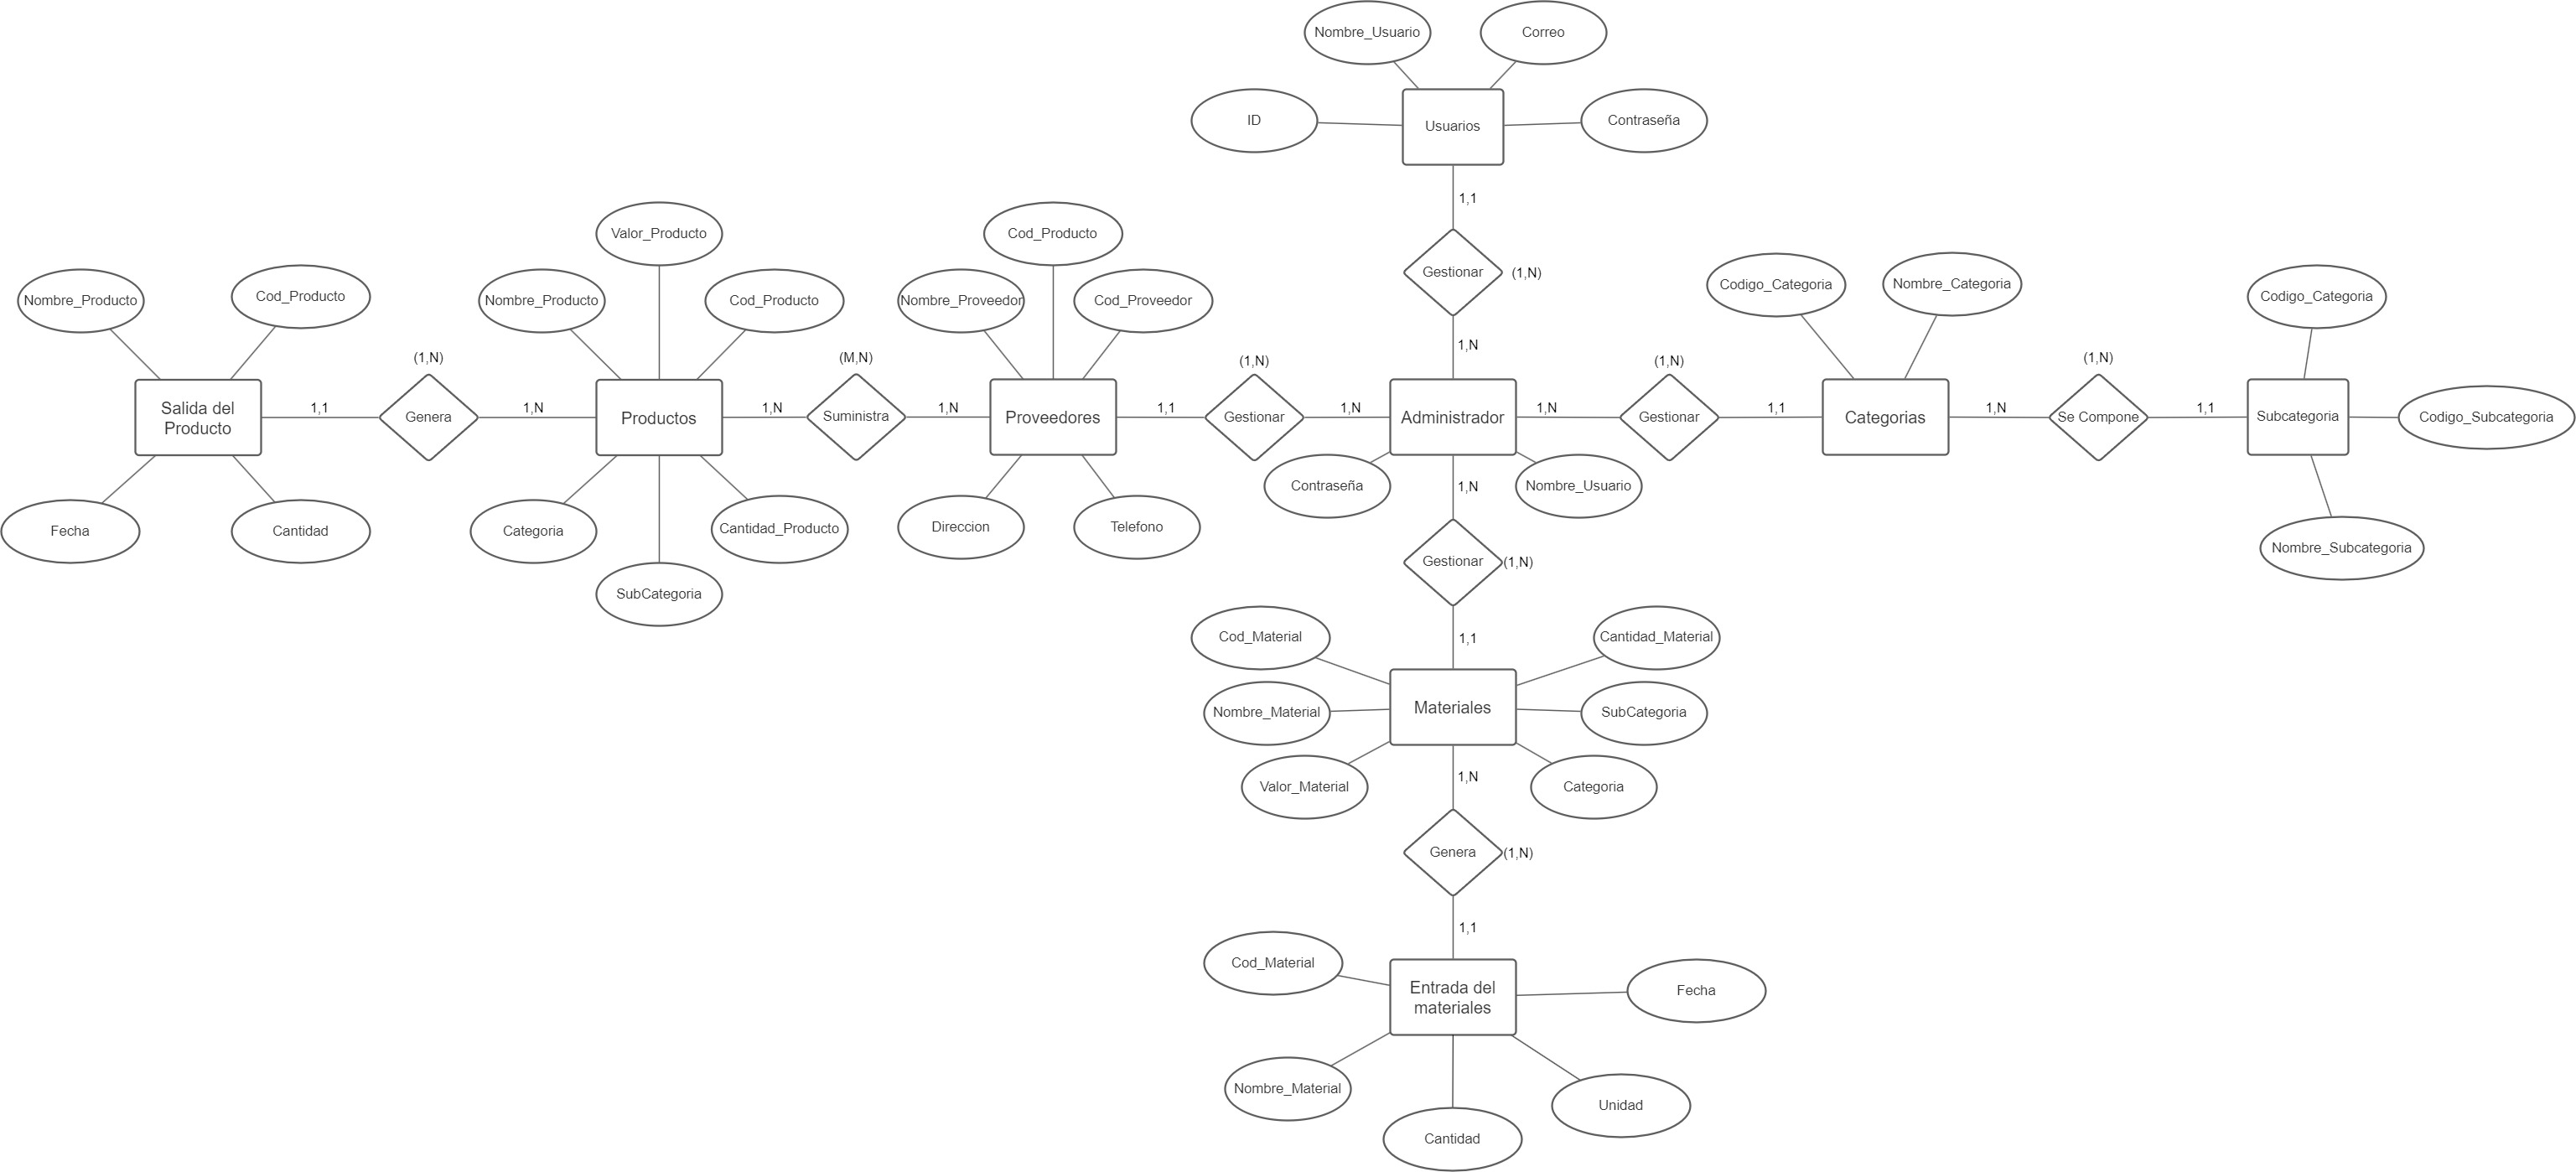 Nombre_Usuario
Correo
ID
Usuarios
Contraseña
1,1
Gestionar
(1,N)
1,N
Valor_Producto
Cod_Producto
Nombre_Producto
Cod_Producto
Nombre_Producto
Cod_Producto
Nombre_Proveedor
Cod_Proveedor
Codigo_Categoria
Nombre_Categoria
Codigo_Categoria
(1,N)
(M,N)
(1,N)
(1,N)
(1,N)
Salida del
Producto
1,1
Genera
1,N
Productos
1,N
Suministra
1,N
Proveedores
1,1
Gestionar
1,N
Administrador
1,N
Gestionar
1,1
Categorias
1,N
Se Compone
1,1
Subcategoria
Codigo_Subcategoria
Contraseña
1,N
Nombre_Usuario
Fecha
Cantidad
Categoria
Cantidad_Producto
SubCategoria
Direccion
Telefono
Nombre_Subcategoria
Gestionar
(1,N)
1,1
Cod_Material
Cantidad_Material
Nombre_Material
Materiales
SubCategoria
Valor_Material
1,N
Categoria
Genera
(1,N)
1,1
Cod_Material
Entrada del
materiales
Fecha
Nombre_Material
Unidad
Cantidad